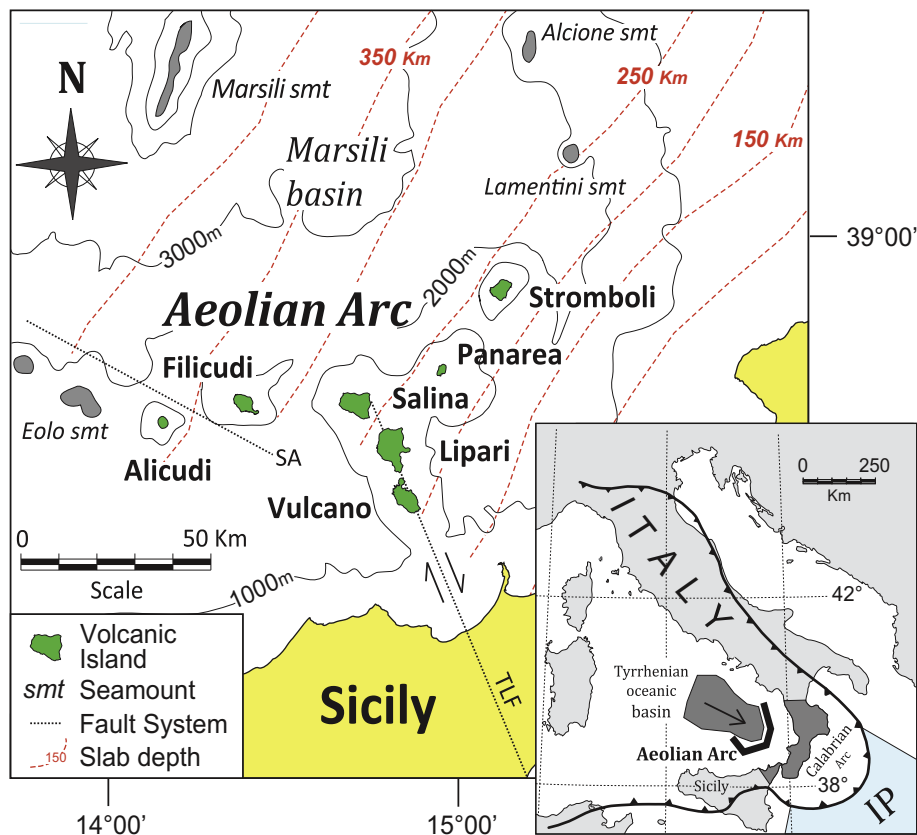 Alcione smt
350 Km
N
Marsili smt
250 Km
150 Km
Marsili
basin
Lamentini smt
3000m
39°00'
2000m
Stromboli
Aeolian Arc
Panarea
Filicudi
Salina
Eolo smt
Lipari
SA
Alicudi
Vulcano
0 50 Km
Scale
1000m
Volcanic
Island
smt Seamount
Fault System
150 Slab depth
Sicily
TLF
14°00'
15°00'
0 250
Km
ITALY
42°
Tyrrhenian
oceanic
basin
Aeolian Arc
Calabrian
Arc
Sicily
38°
IP